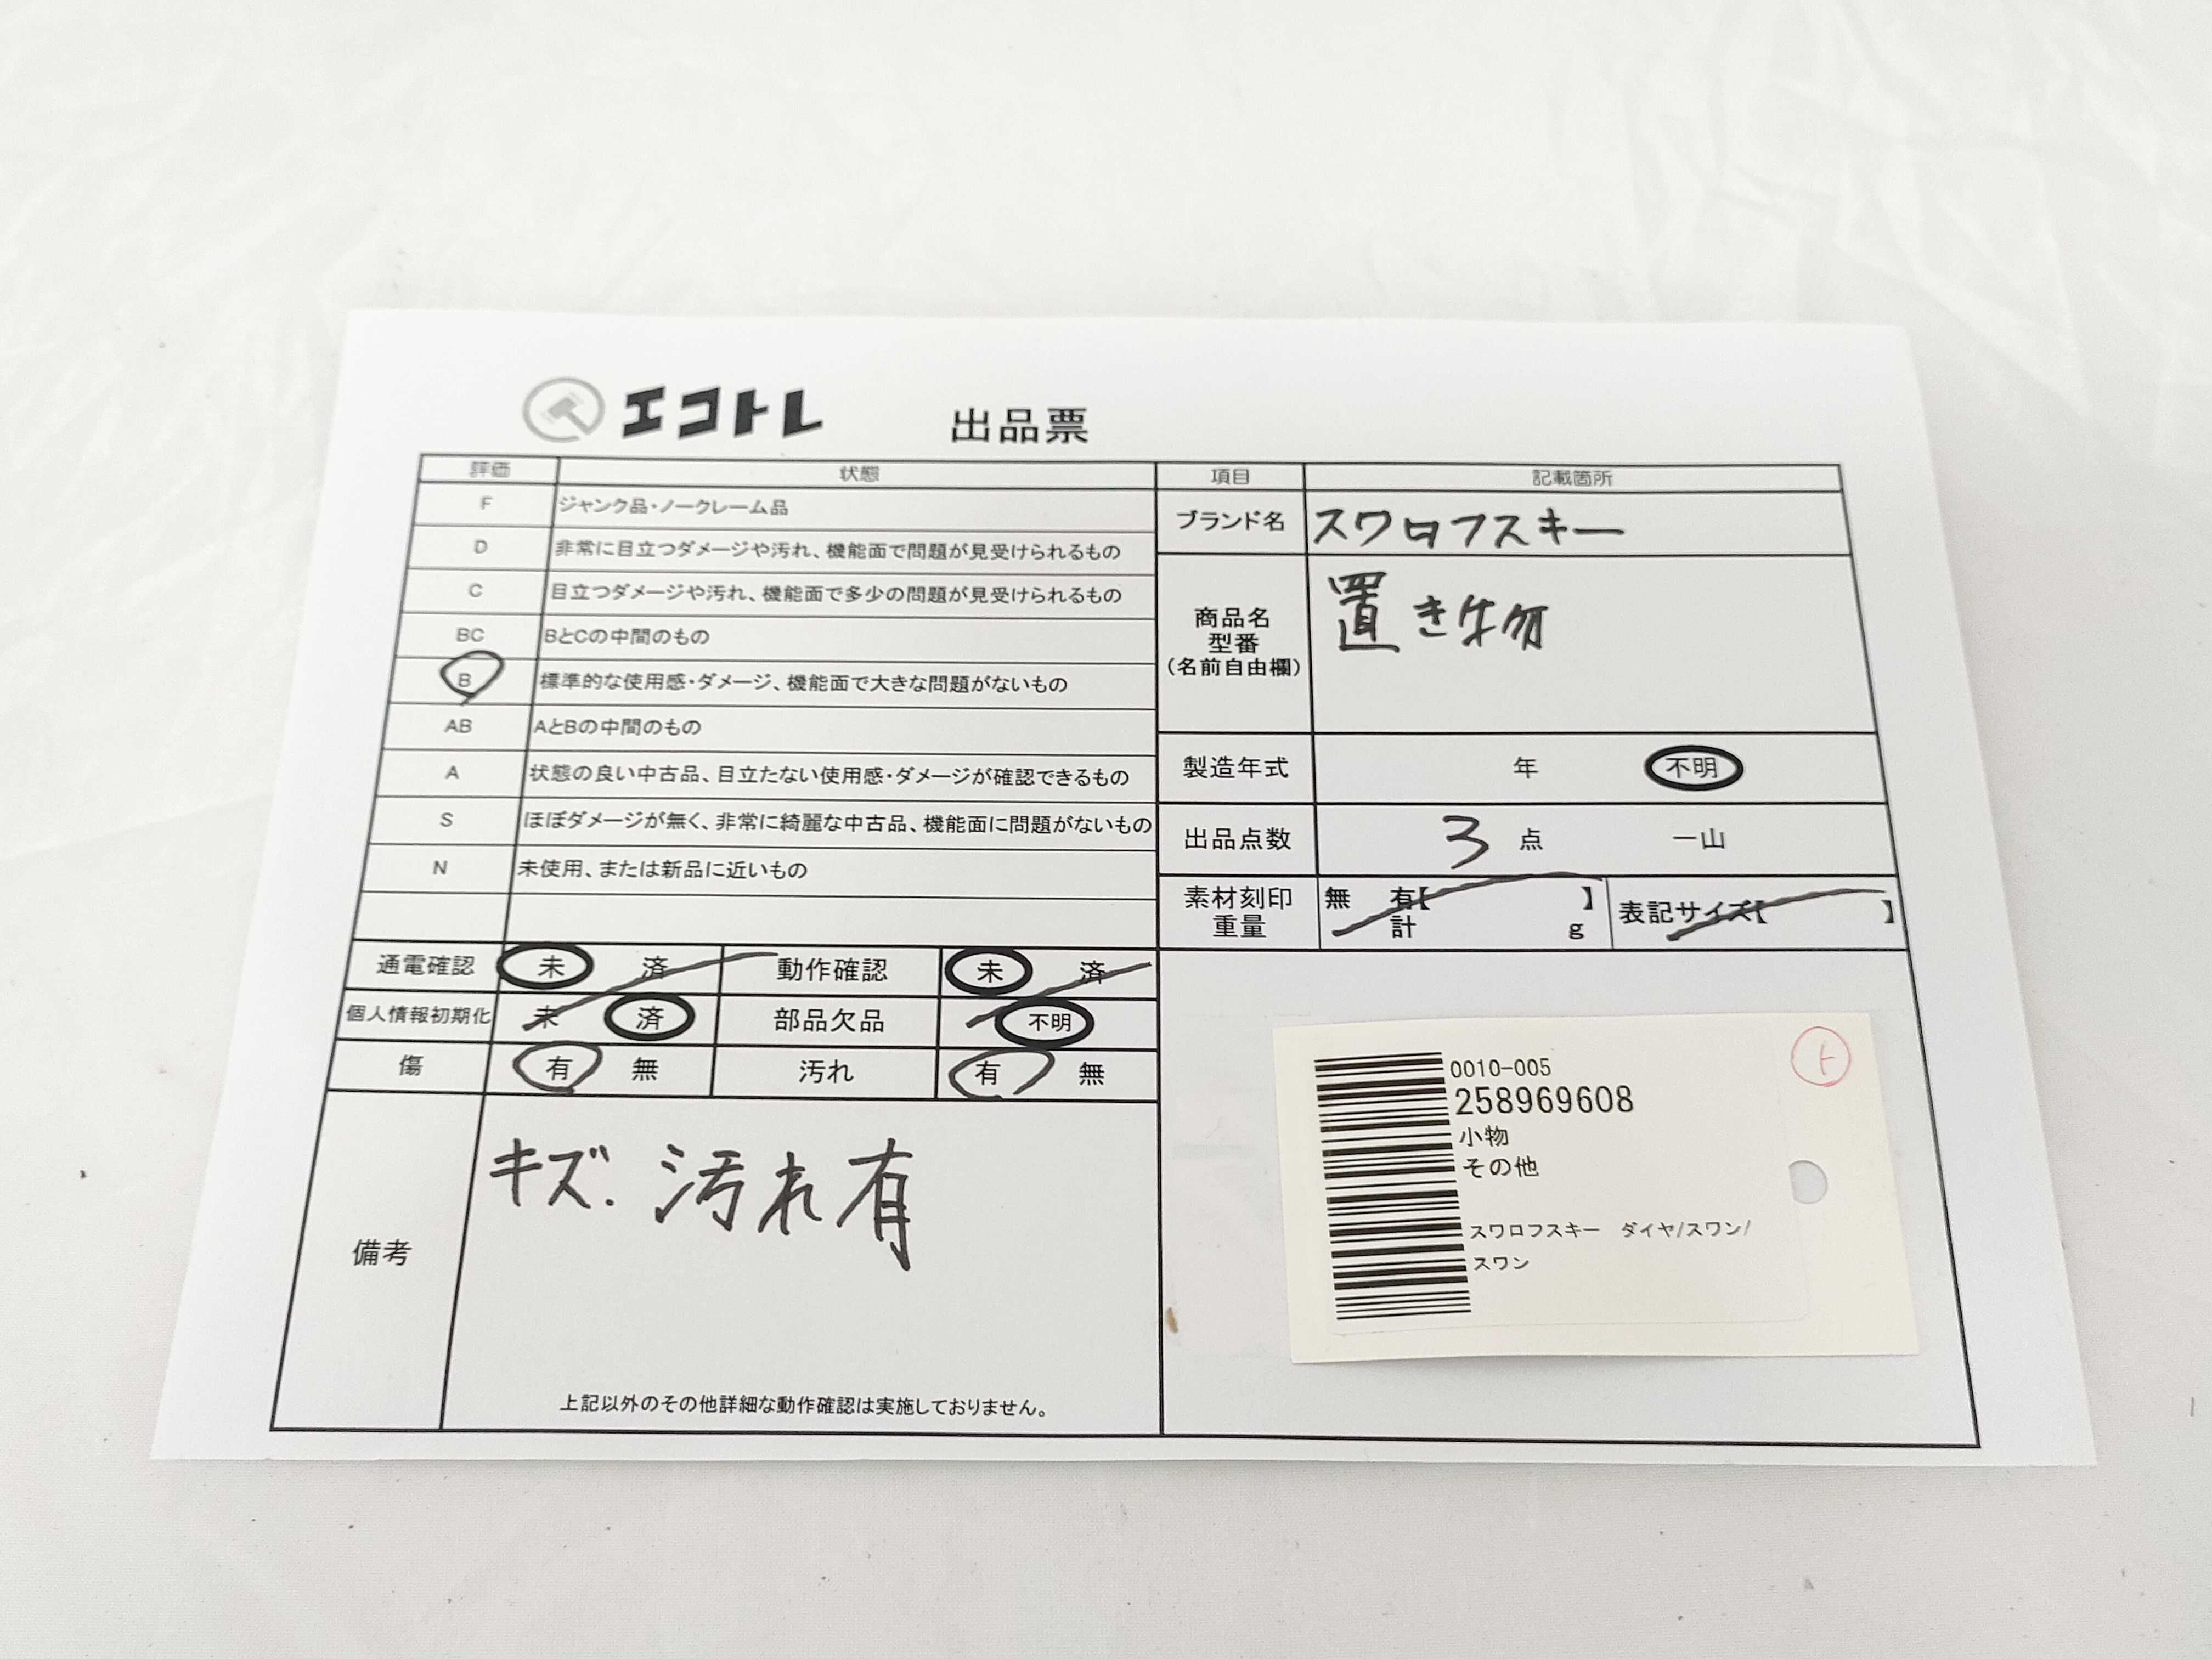 エコトレ 出品票
評価 状態
F ジャンク品・ノークレーム品
D 非常に目立つダメージや汚れ、機能面で問題が見受けられるもの
C 目立つダメージや汚れ、機能面で多少の問題が見受けられるもの
BC BとCの中間のもの
B 標準的な使用感・ダメージ、機能面で大きな問題がないもの
AB AとBの中間のもの
A 状態の良い中古品、目立たない使用感・ダメージが確認できるもの
S ほぼダメージが無く、非常に綺麗な中古品、機能面に問題がないもの
N 未使用、または新品に近いもの
通電確認 未 済 動作確認 未 済
個人情報初期化 未 済 部品欠品 不明
傷 有 無 汚れ 有 無
備考
キズ. 汚れ有
上記以外のその他詳細な動作確認は実施しておりません。
項目 記載箇所
ブランド名 スワロフスキー
商品名
型番
(名前自由欄)
置き物
製造年式 年 不明
出品点数 3 点 一山
素材刻印 無 有【 】 表記サイズ【 】
重量 計 g
0010-005
258969608
小物
その他
スワロフスキー ダイヤ/スワン/
スワン
ト